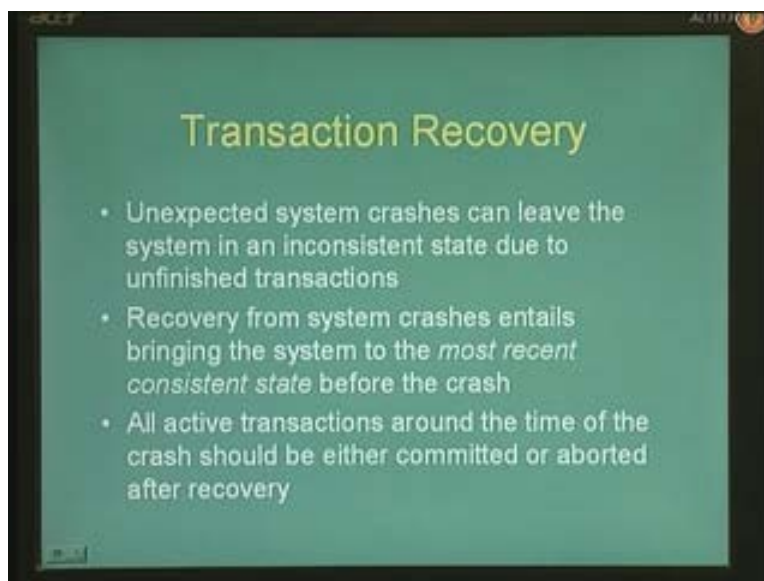 acer
Transaction Recovery
• Unexpected system crashes can leave the
system in an inconsistent state due to
unfinished transactions
• Recovery from system crashes entails
bringing the system to the most recent
consistent state before the crash
• All active transactions around the time of the
crash should be either committed or aborted
after recovery